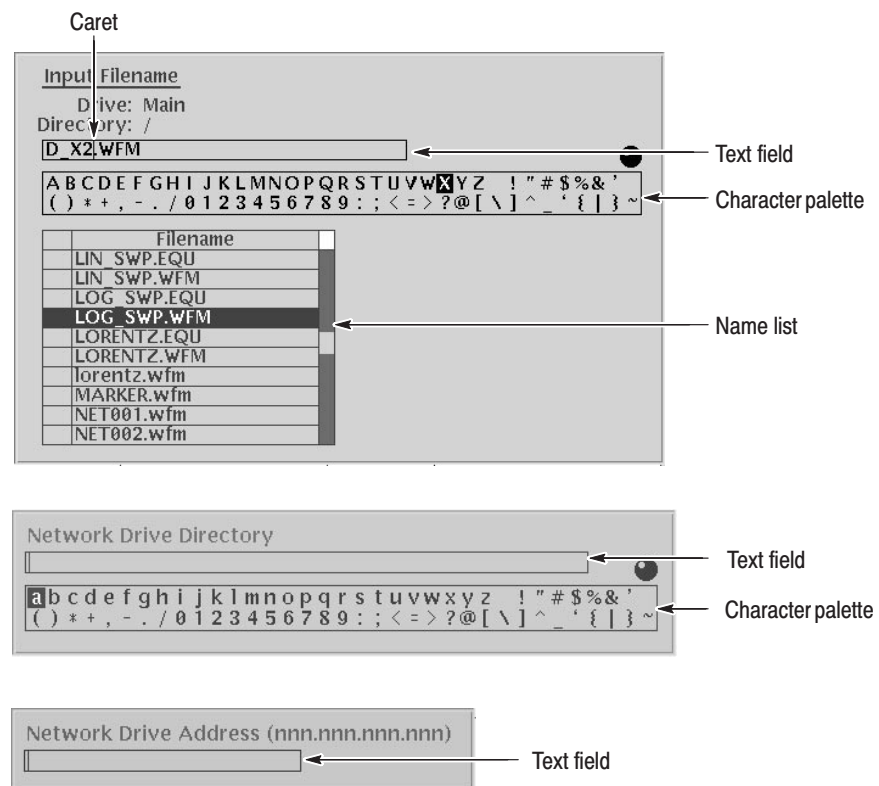 Caret
Input Filename
Drive: Main
Directory: /
D_X2.WFM
Text field
A B C D E F G H I J K L M N O P Q R S T U V W X Y Z ! " # $ % & '
( ) * + , - . / 0 1 2 3 4 5 6 7 8 9 : ; < = > ? @ [ \ ] ^ _ ‘ { | } ~
Character palette
Filename
LIN_SWP.EQU
LIN_SWP.WFM
LOG_SWP.EQU
LOG_SWP.WFM
Name list
LORENTZ.EQU
LORENTZ.WFM
lorentz.wfm
MARKER.wfm
NET001.wfm
NET002.wfm
Network Drive Directory
Text field
a b c d e f g h i j k l m n o p q r s t u v w x y z ! " # $ % & '
( ) * + , - . / 0 1 2 3 4 5 6 7 8 9 : ; < = > ? @ [ \ ] ^ _ ‘ { | } ~
Character palette
Network Drive Address (nnn.nnn.nnn.nnn)
Text field